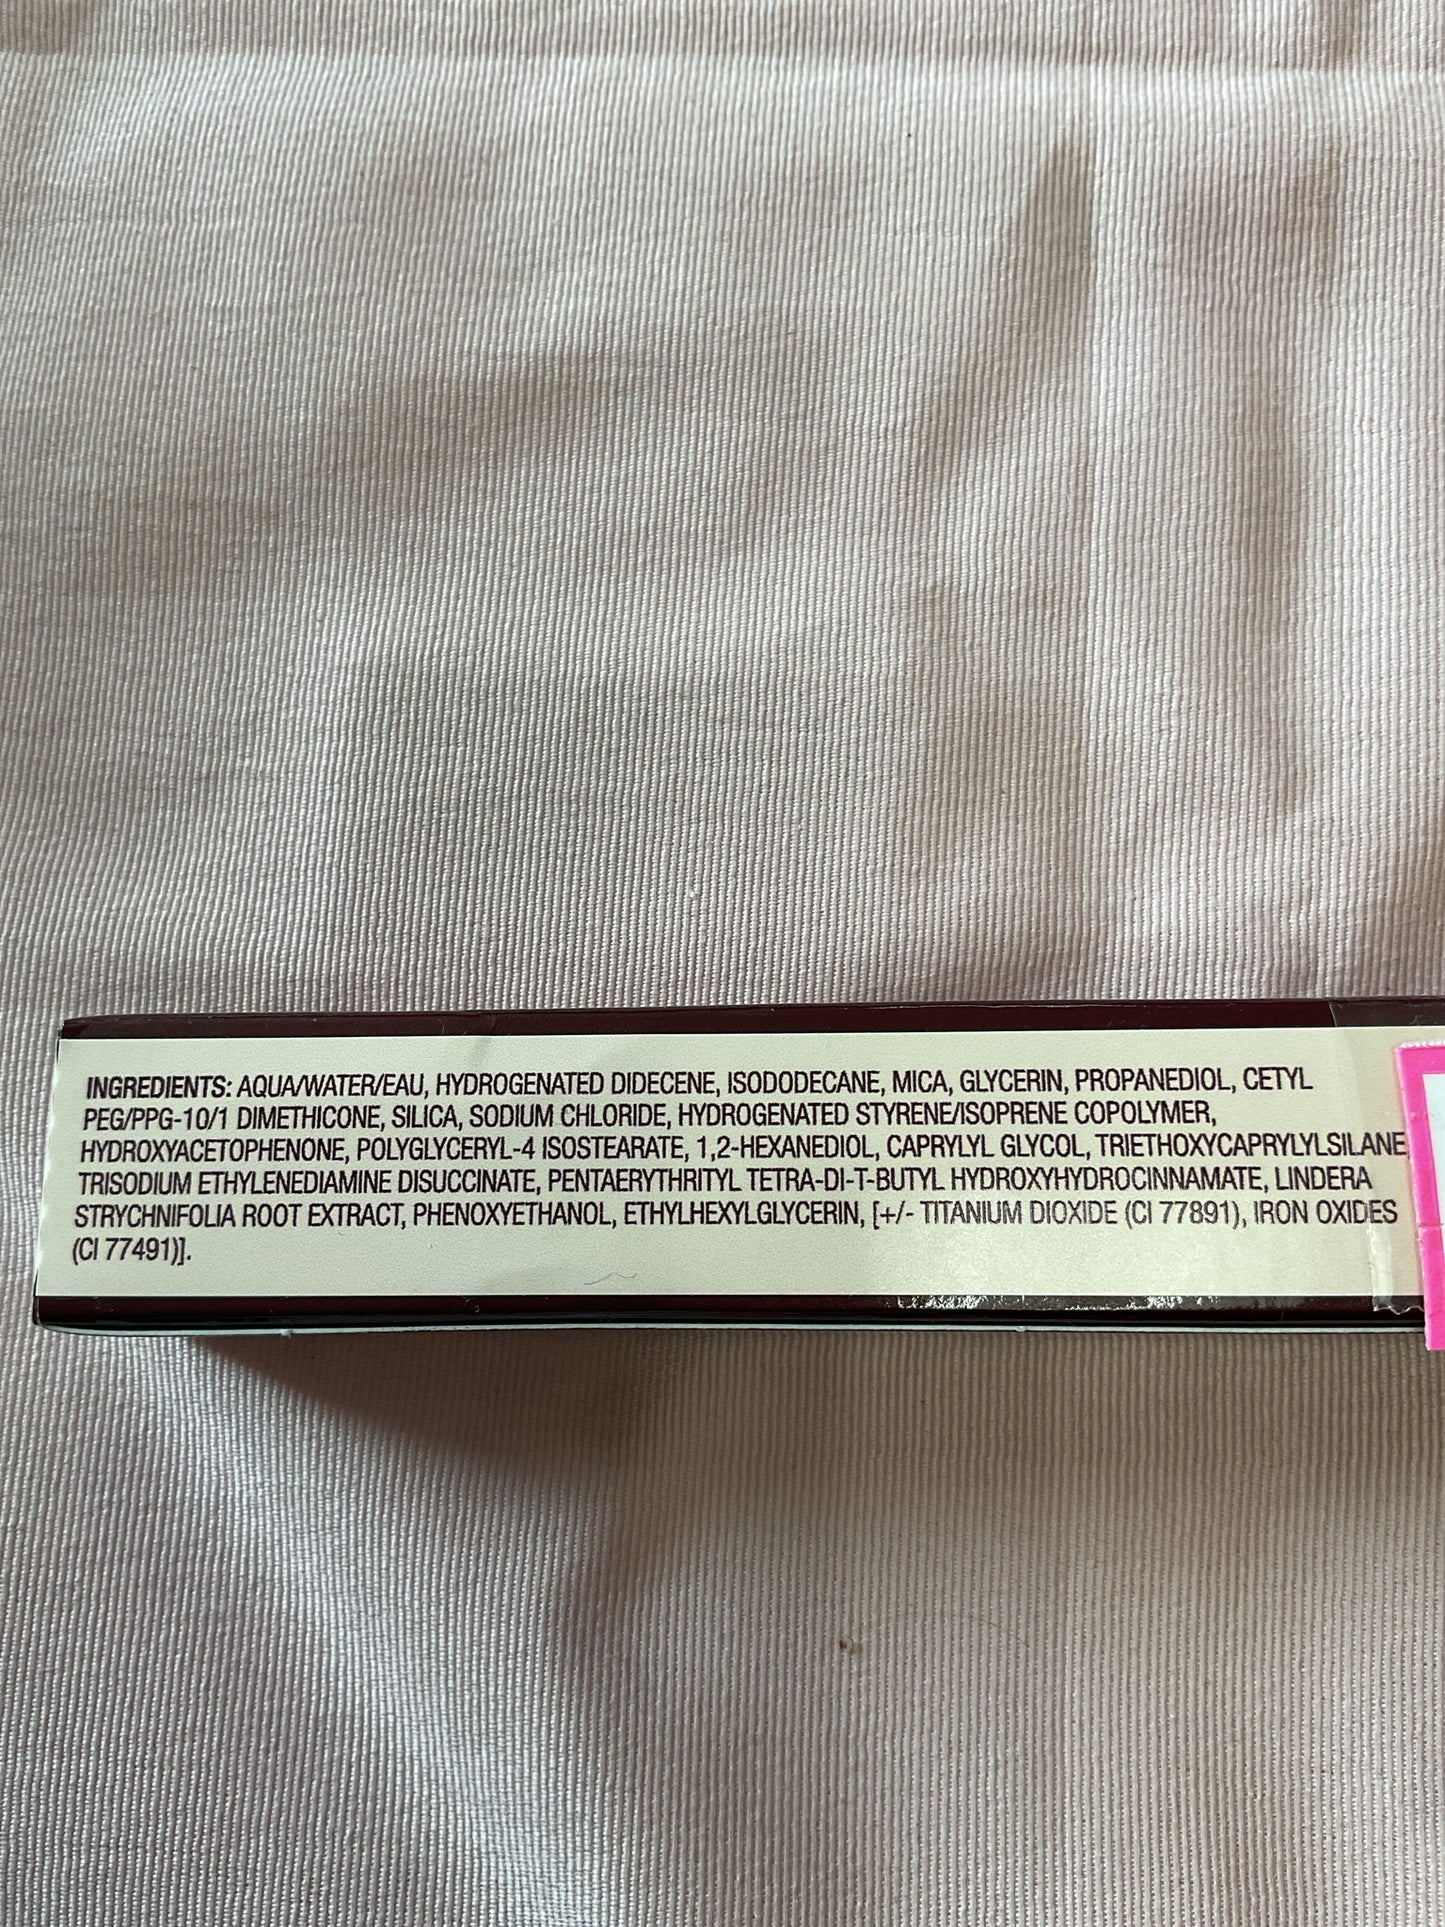 INGREDIENTS: AQUA/WATER/EAU, HYDROGENATED DIDECENE, ISODODECANE, MICA, GLYCERIN, PROPANEDIOL, CETYL
PEG/PPG-10/1 DIMETHICONE, SILICA, SODIUM CHLORIDE, HYDROGENATED STYRENE/ISOPRENE COPOLYMER,
HYDROXYACETOPHENONE, POLYGLYCERYL-4 ISOSTEARATE, 1,2-HEXANEDIOL, CAPRYLYL GLYCOL, TRIETHOXYCAPRYLYLSILANE
TRISODIUM ETHYLENEDIAMINE DISUCCINATE, PENTAERYTHRITYL TETRA-DI-T-BUTYL HYDROXYHYDROCINNAMATE, LINDERA
STRYCHNIFOLIA ROOT EXTRACT, PHENOXYETHANOL, ETHYLHEXYLGLYCERIN, [+/- TITANIUM DIOXIDE (CI 77891), IRON OXIDES
(CI 77491)].